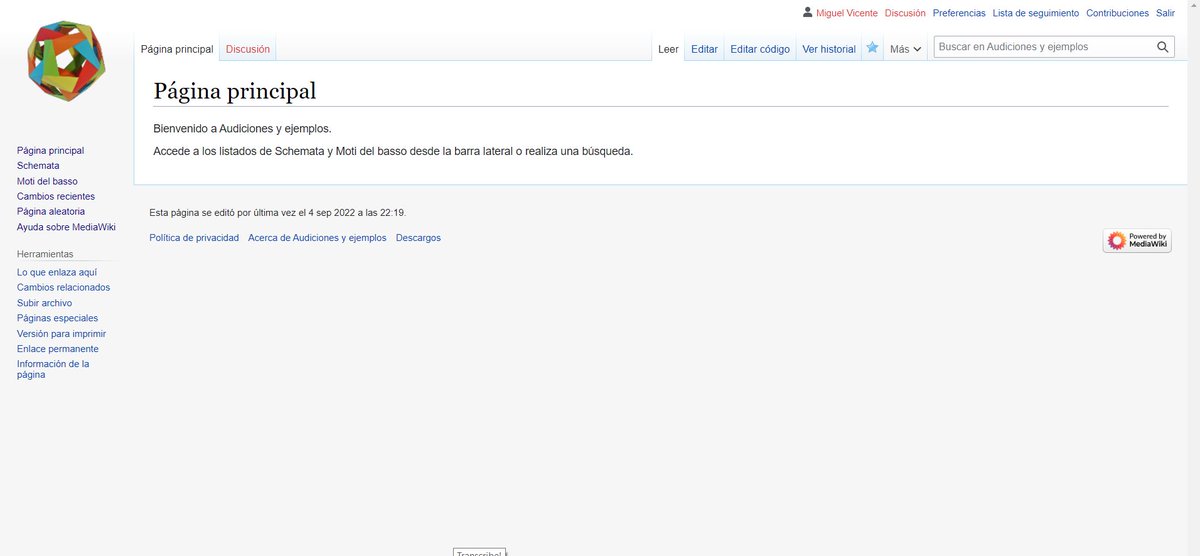 Miguel Vicente Discusión Preferencias Lista de seguimiento Contribuciones Salir
Página principal Discusión Leer Editar Editar código Ver historial Más Buscar en Audiciones y ejemplos
Página principal
Bienvenido a Audiciones y ejemplos.
Accede a los listados de Schemata y Moti del basso desde la barra lateral o realiza una búsqueda.
Página principal
Schemata
Moti del basso
Cambios recientes
Página aleatoria
Ayuda sobre MediaWiki
Herramientas
Lo que enlaza aquí
Cambios relacionados
Subir archivo
Páginas especiales
Versión para imprimir
Enlace permanente
Información de la
página
Esta página se editó por última vez el 4 sep 2022 a las 22:19.
Política de privacidad Acerca de Audiciones y ejemplos Descargos
Powered by
MediaWiki